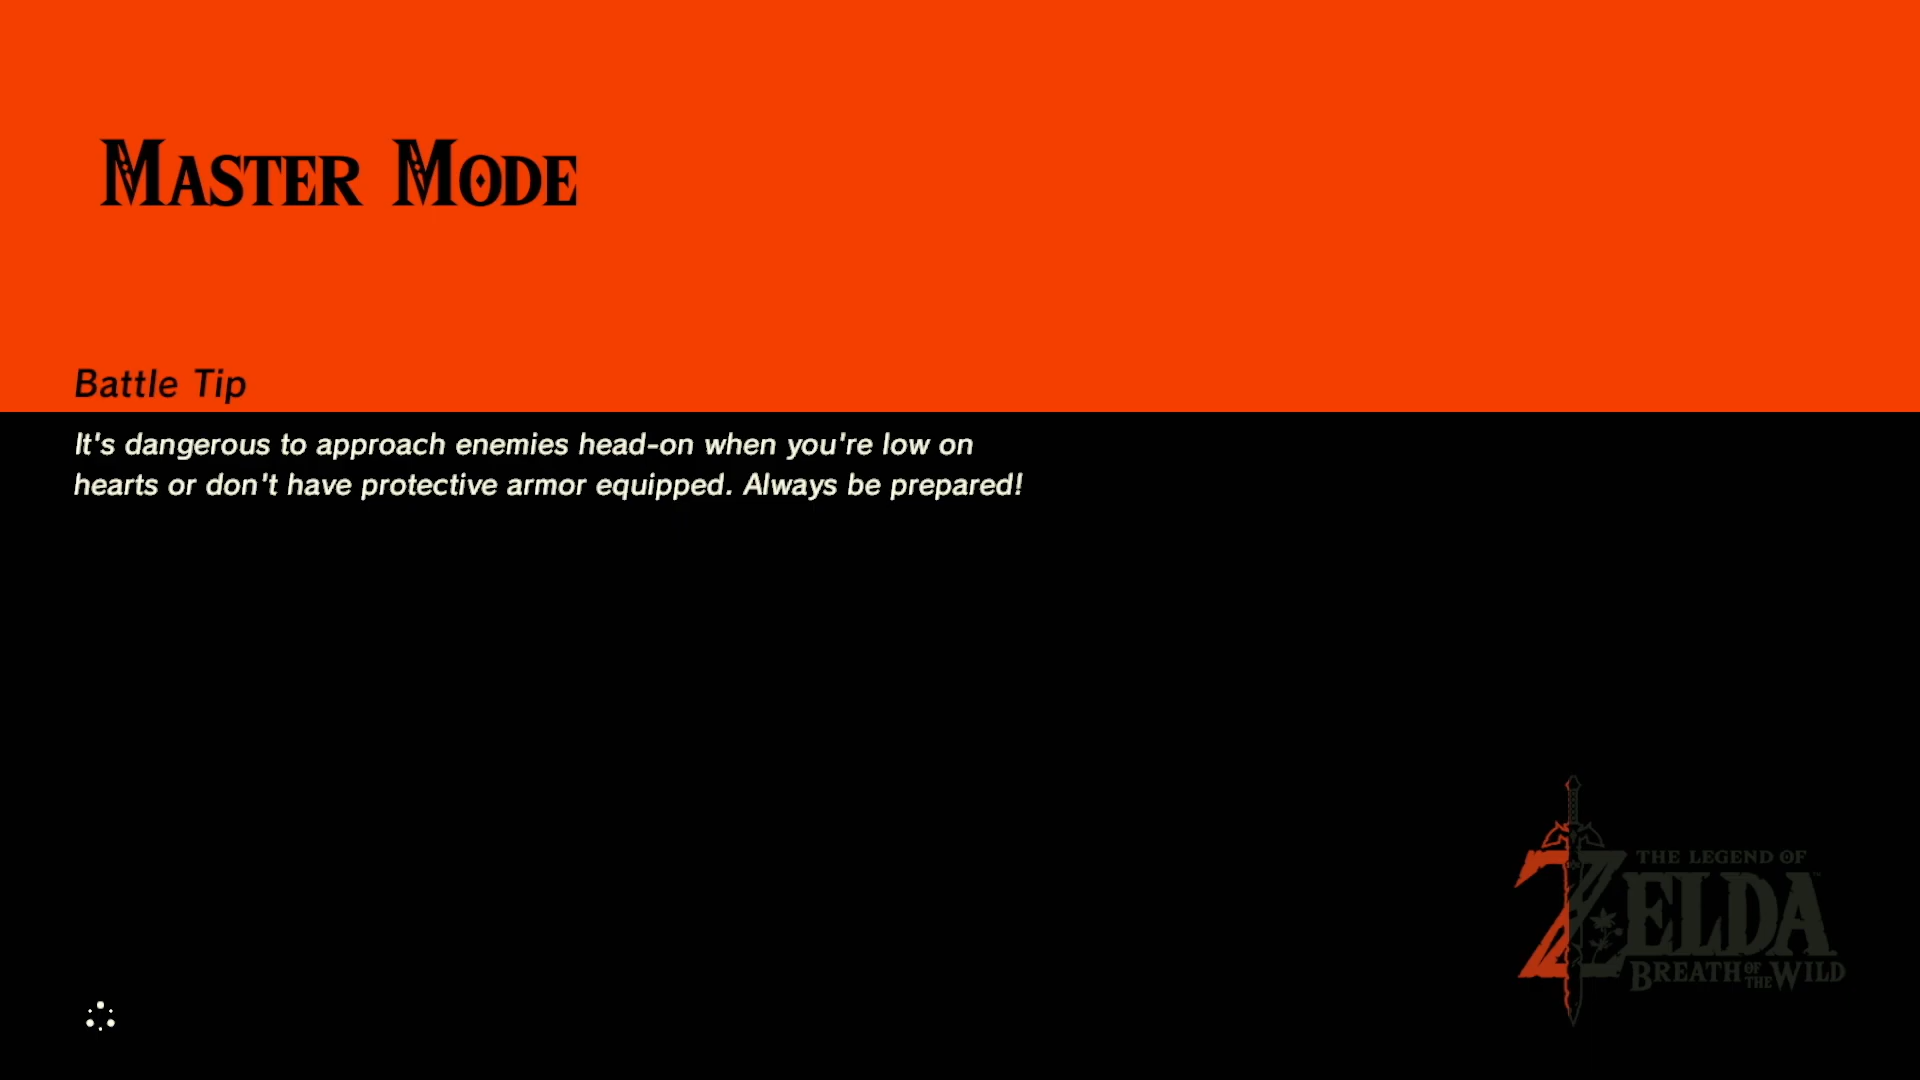 MASTER MODE
Battle Tip
It's dangerous to approach enemies head-on when you're low on
hearts or don't have protective armor equipped. Always be prepared!
THE LEGEND OF
ZELDA
BREATH OF THE WILD